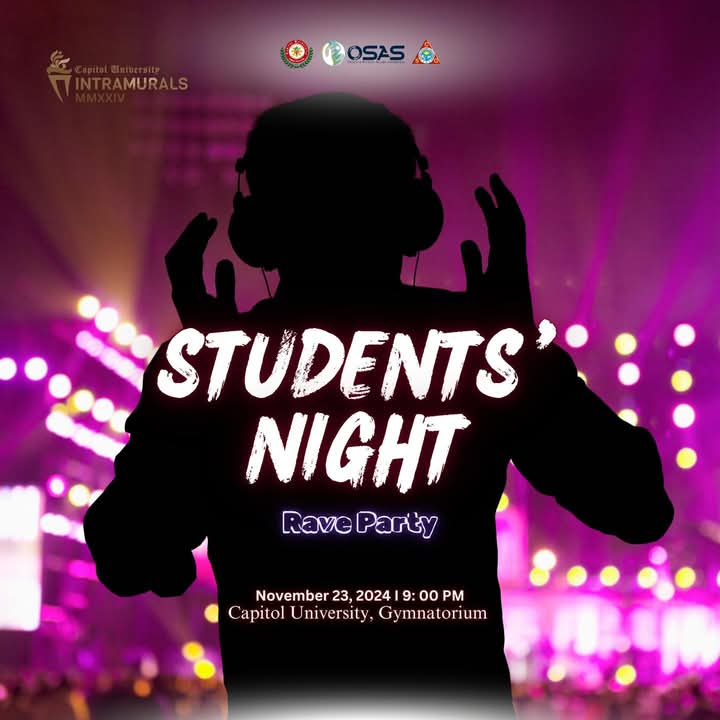 Capitol University
INTRAMURALS
MMXXIV
OSAS
STUDENTS'
NIGHT
Rave Party
November 23, 2024 I 9: 00 PM
Capitol University, Gymnatorium